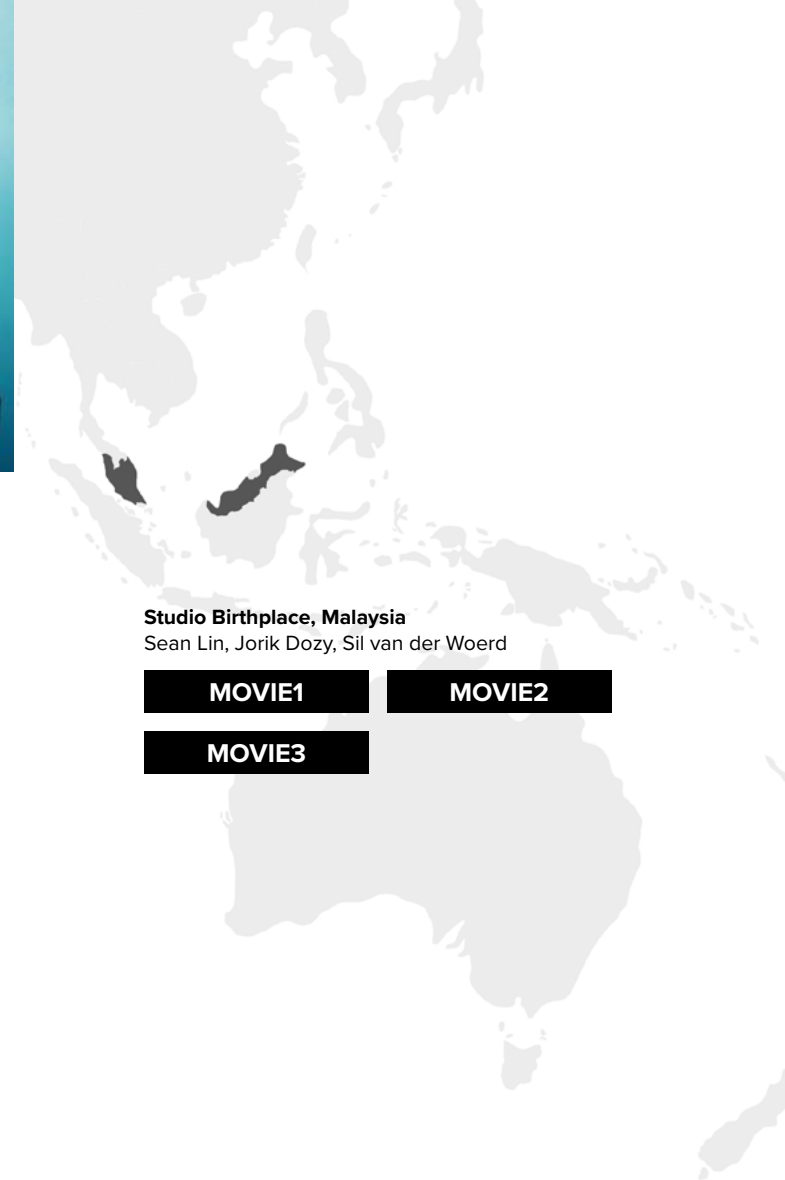 Studio Birthplace, Malaysia
Sean Lin, Jorik Dozy, Sil van der Woerd
MOVIE1 MOVIE2
MOVIE3